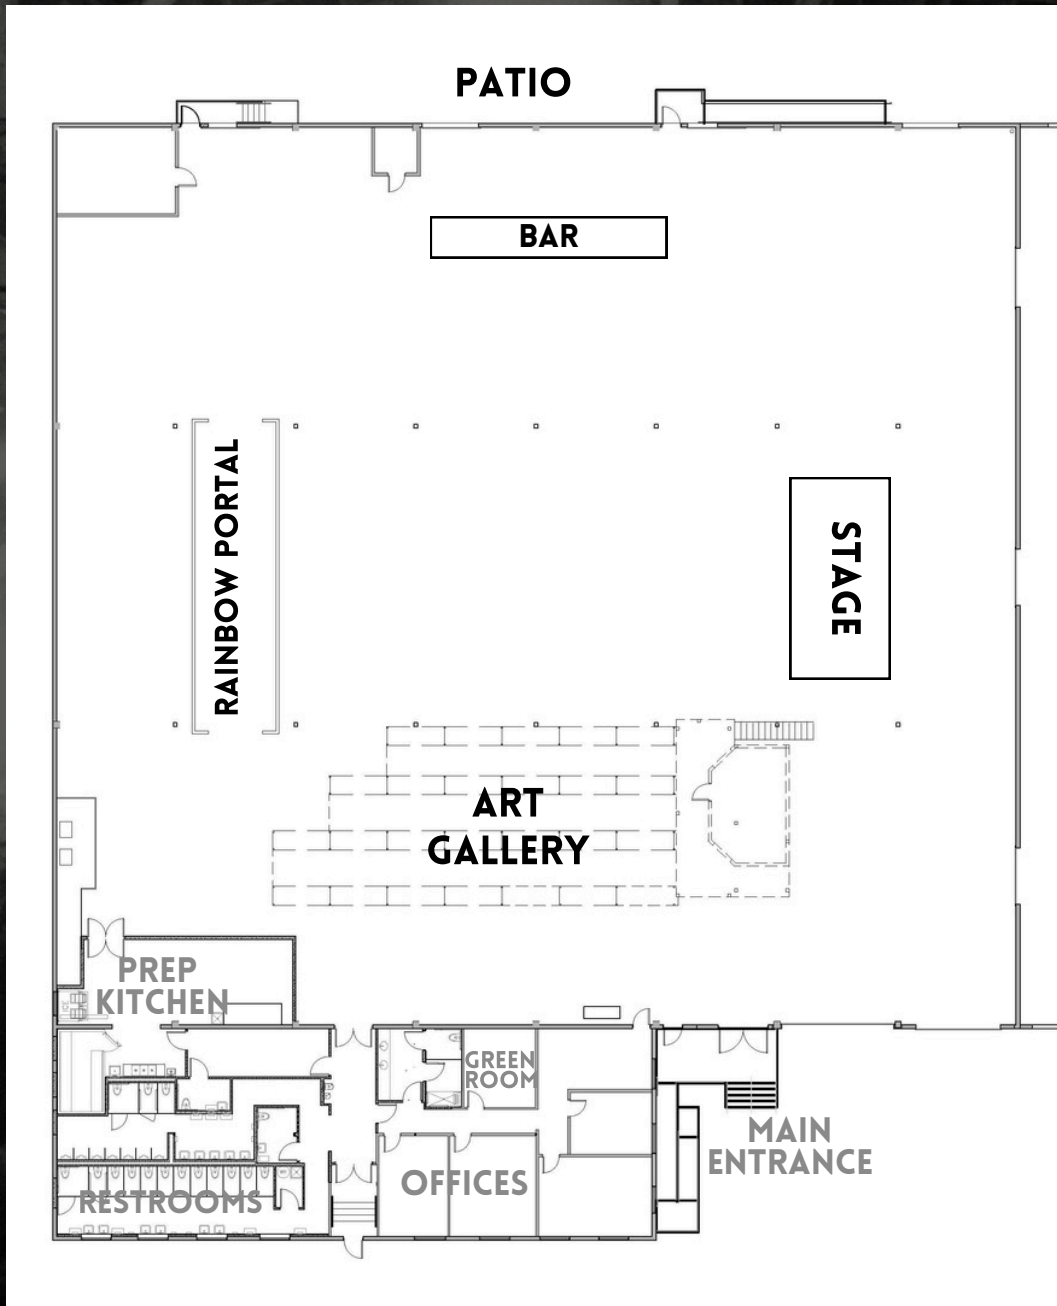 PATIO
BAR
RAINBOW PORTAL
STAGE
ART
GALLERY
PREP
KITCHEN
GREEN
ROOM
MAIN
ENTRANCE
OFFICES
RESTROOMS